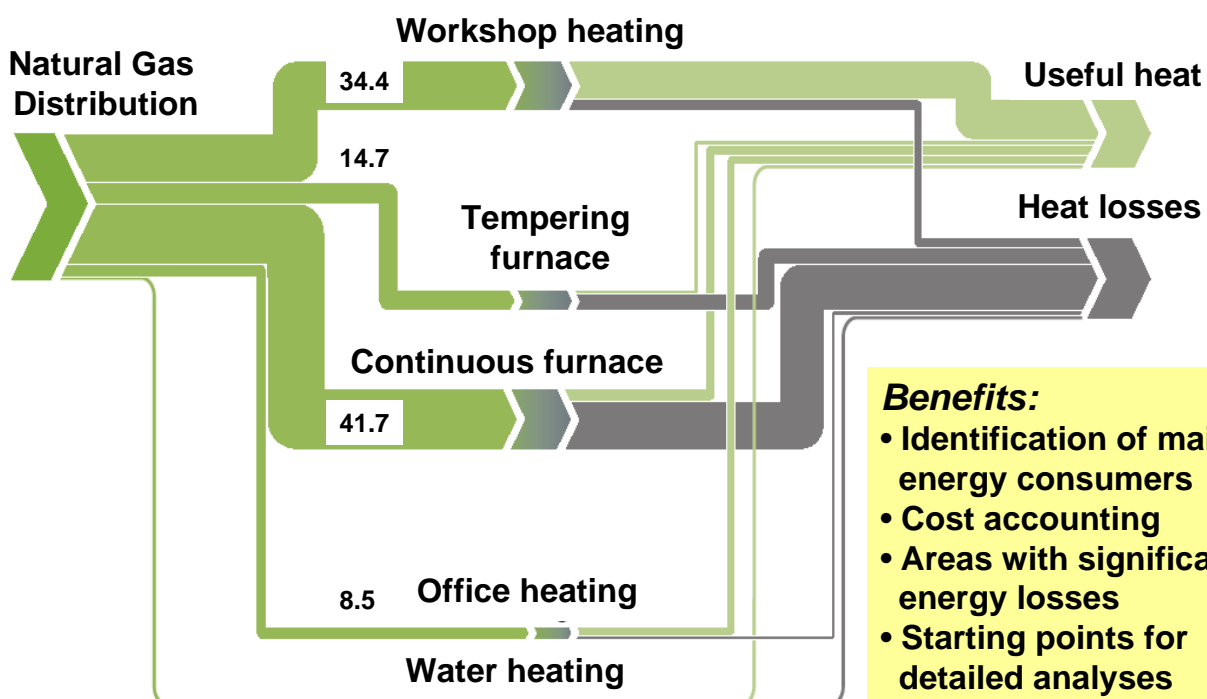 Workshop heating
Natural Gas
Distribution
34.4
Useful heat
14.7
Tempering
furnace
Heat losses
Continuous furnace
41.7
Benefits:
• Identification of mai
energy consumers
• Cost accounting
• Areas with significa
energy losses
• Starting points for
detailed analyses
8.5
Office heating
Water heating